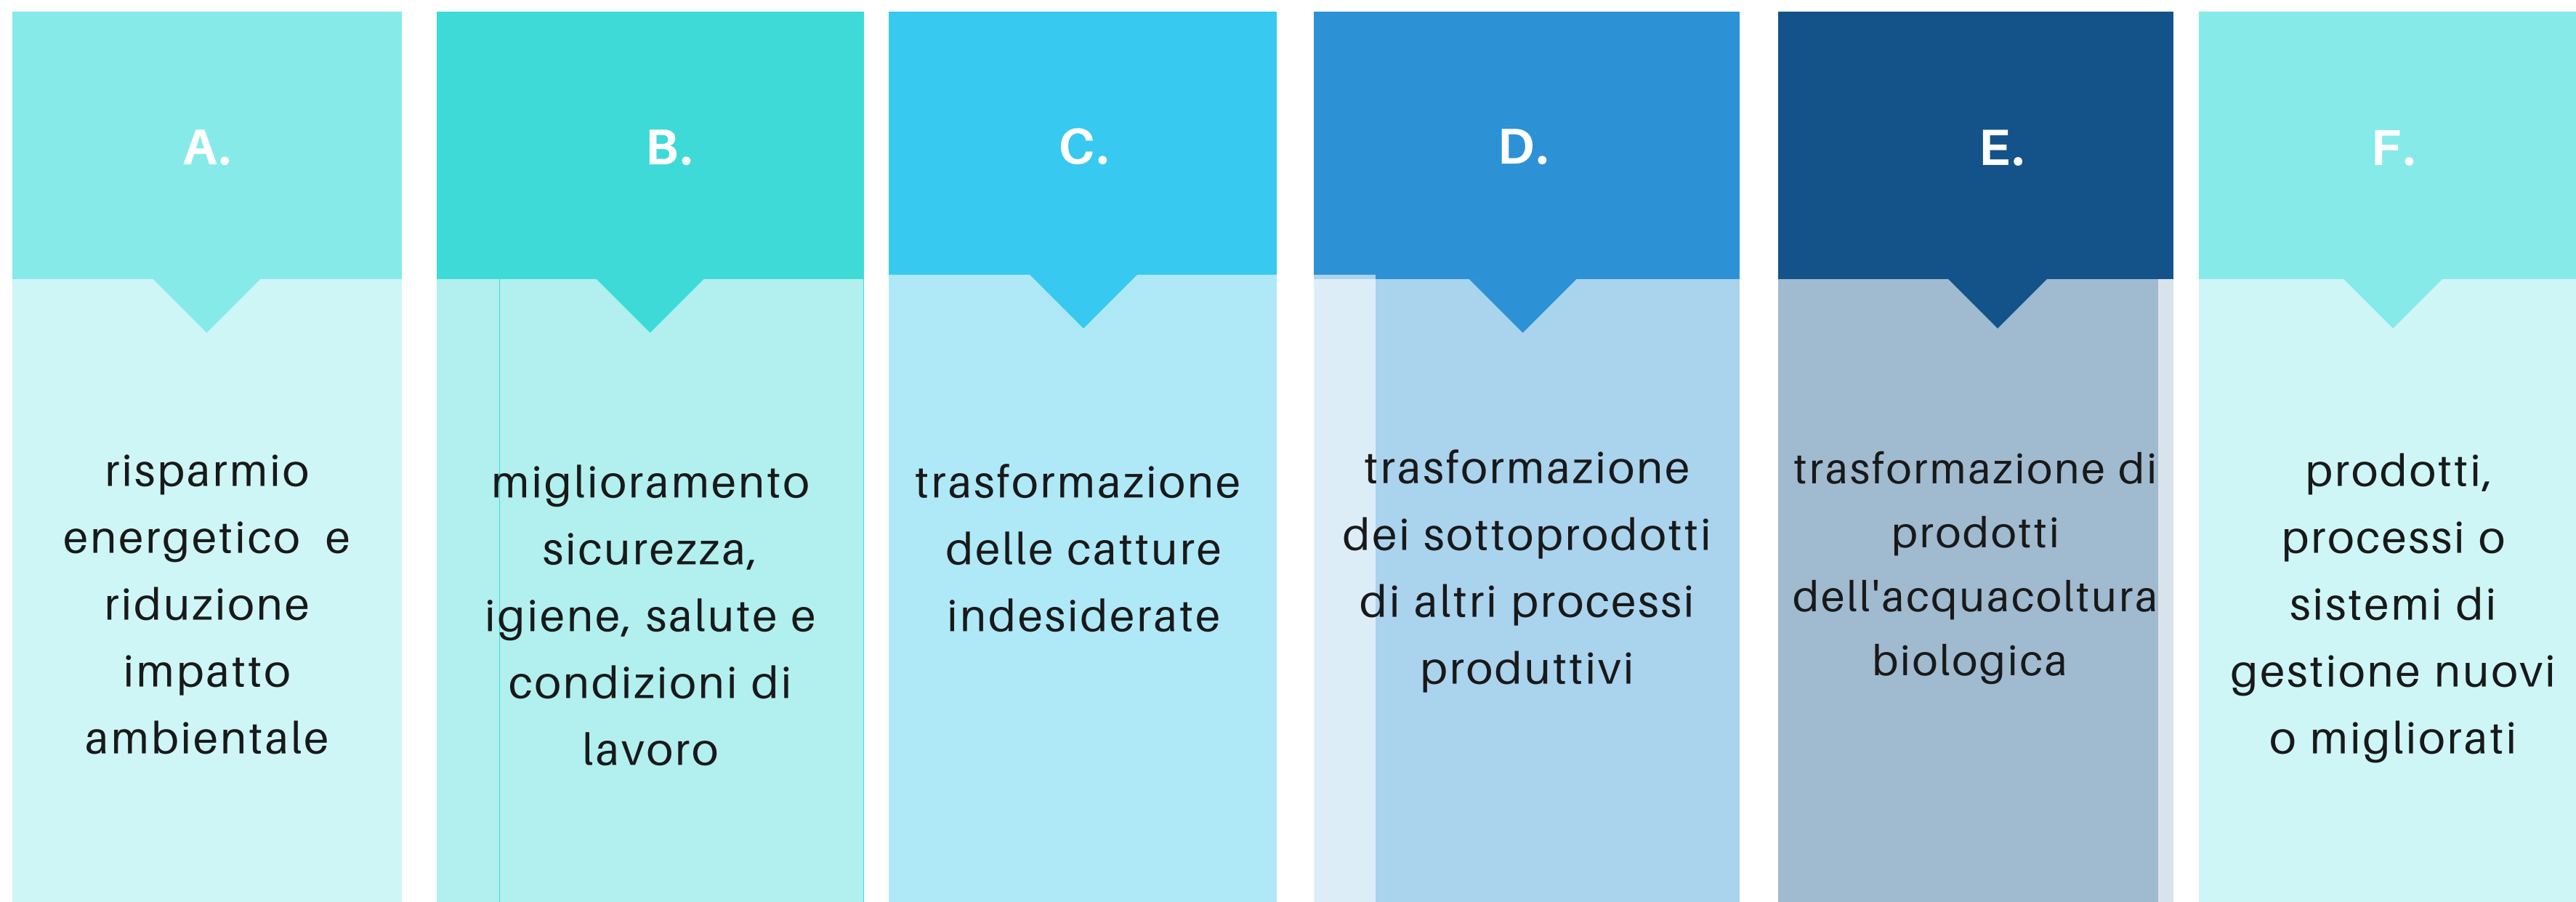 A.
risparmio
energetico  e
riduzione
impatto
ambientale
B.
miglioramento
sicurezza,
igiene, salute e
condizioni di
lavoro
C.
trasformazione
delle catture
indesiderate
D.
trasformazione
dei sottoprodotti
di altri processi
produttivi
E.
trasformazione di
prodotti
dell'acquacoltura
biologica
F.
prodotti,
processi o
sistemi di
gestione nuovi
o migliorati